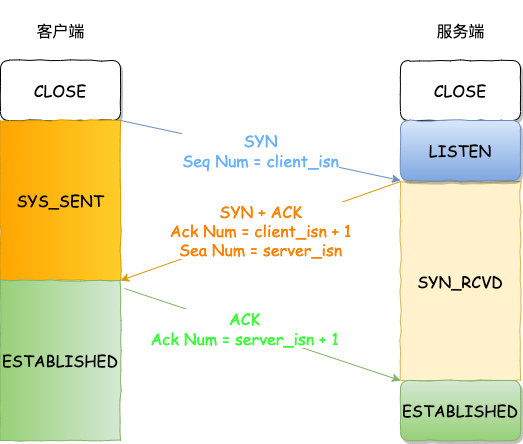 客户端
服务端
CLOSE
CLOSE
SYN
Seq Num = client_isn
LISTEN
SYS_SENT
SYN + ACK
Ack Num = client_isn + 1
Sea Num = server_isn
SYN_RCVD
ACK
Ack Num = server_isn + 1
ESTABLISHED
ESTABLISHED